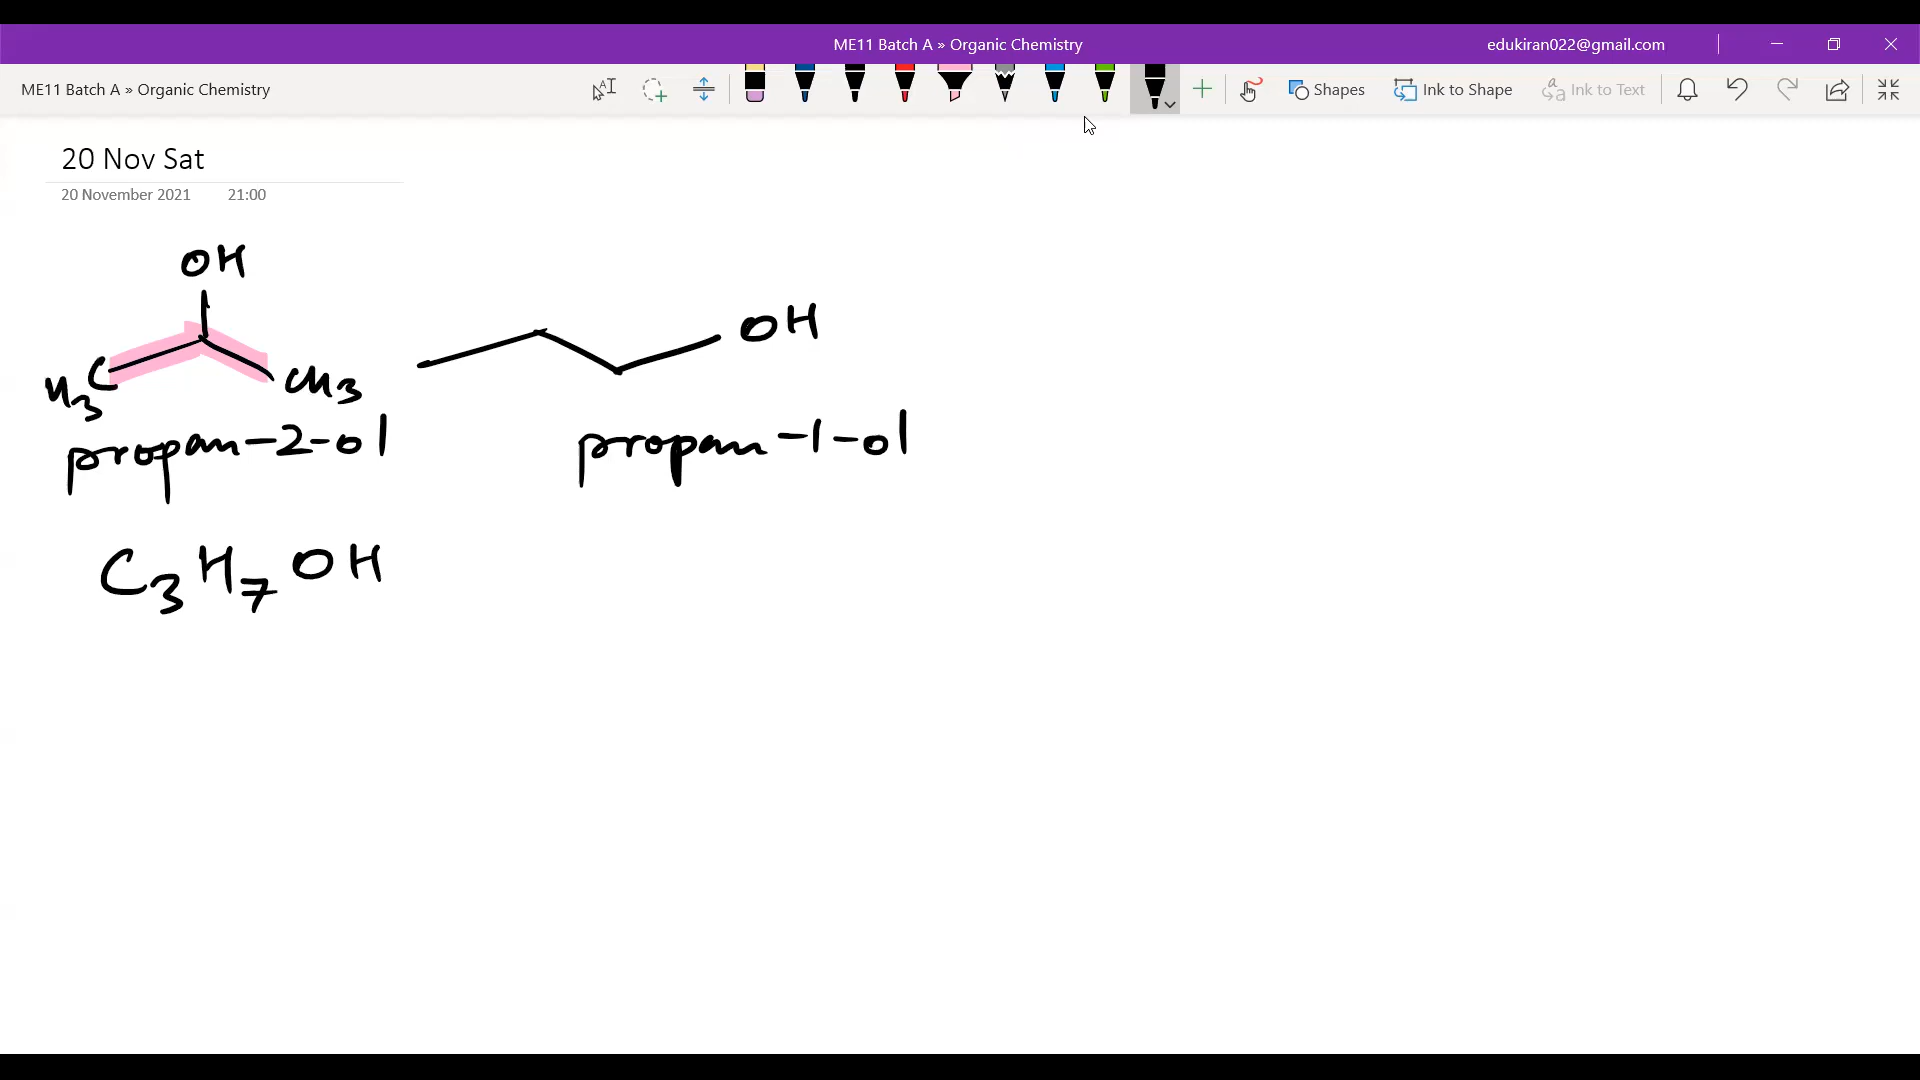 ME11 Batch A » Organic Chemistry
edukiran022@gmail.com
ME11 Batch A » Organic Chemistry
Shapes
Ink to Shape
Ink to Text
20 Nov Sat
20 November 2021 21:00
OH
H₃C CH₃
OH
propan-2-ol
propan-1-ol
C₃H₇OH